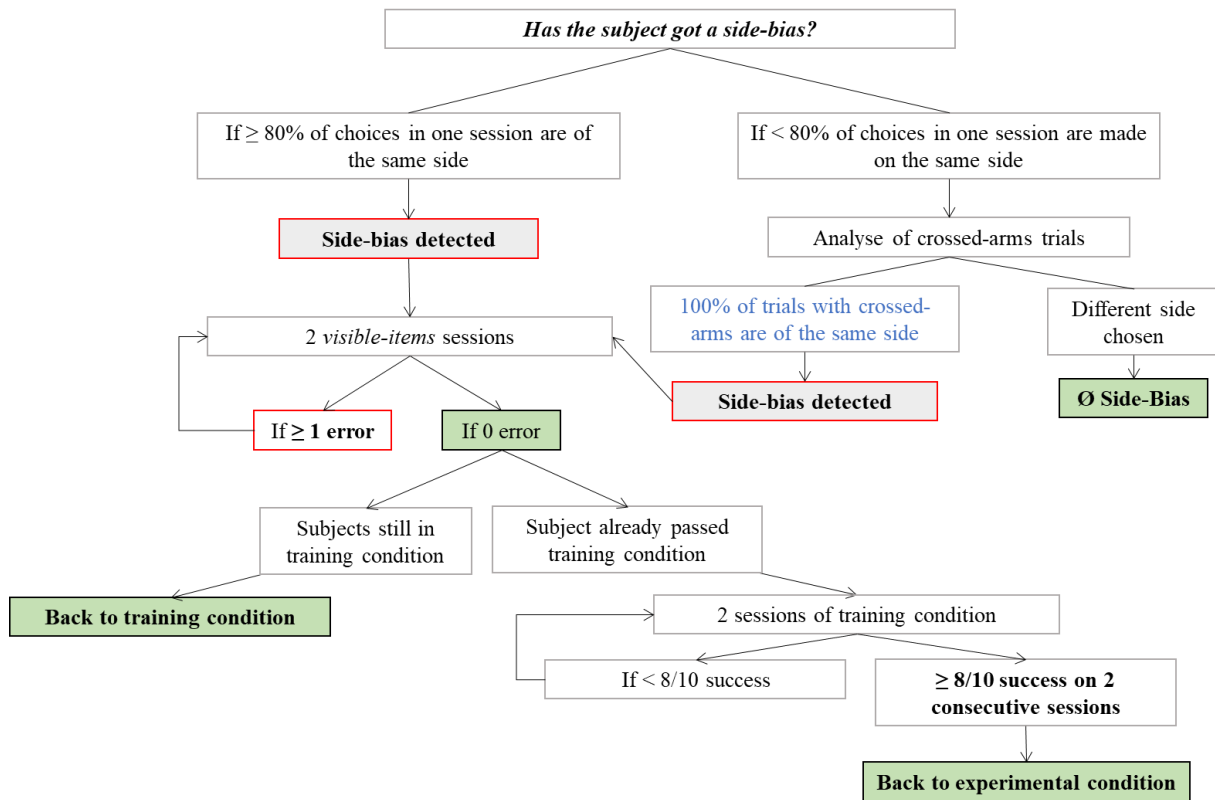 Has the subject got a side-bias?
If ≥ 80% of choices in one session are of
the same side
If < 80% of choices in one session are made
on the same side
Side-bias detected
Analyse of crossed-arms trials
100% of trials with crossed-
arms are of the same side
Different side
chosen
2 visible-items sessions
Side-bias detected
Ø Side-Bias
If ≥ 1 error
If 0 error
Subjects still in
training condition
Subject already passed
training condition
Back to training condition
2 sessions of training condition
If < 8/10 success
≥ 8/10 success on 2
consecutive sessions
Back to experimental condition